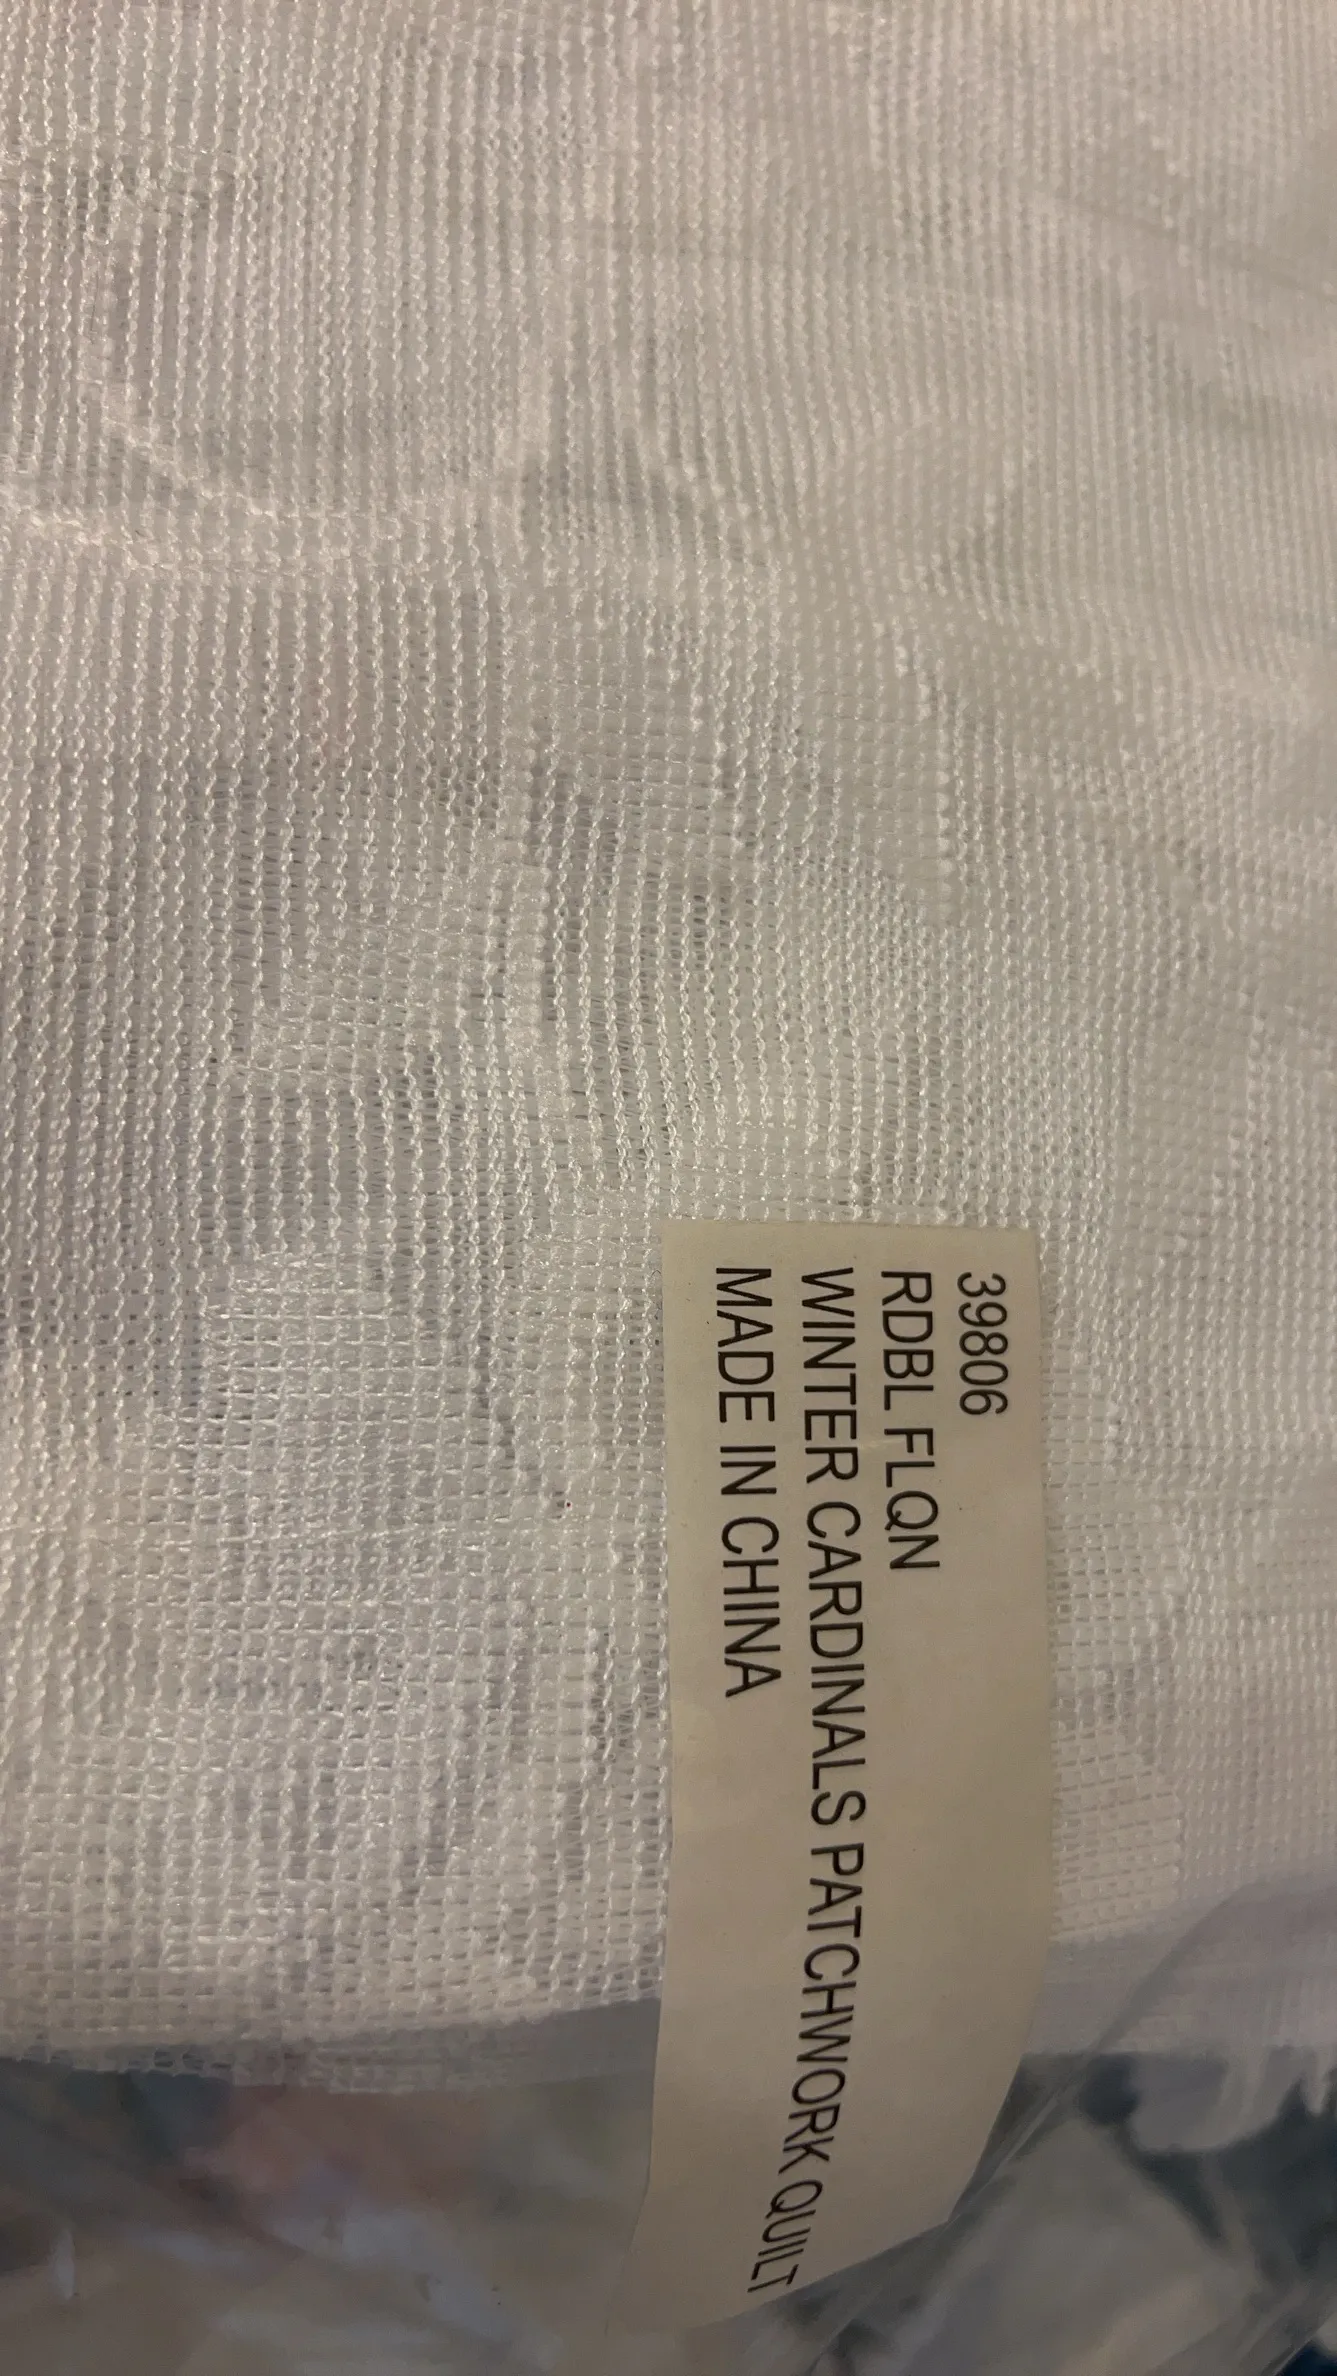 39806
RDBL FLQN
WINTER CARDINALS PATCHWORK QUILT
MADE IN CHINA